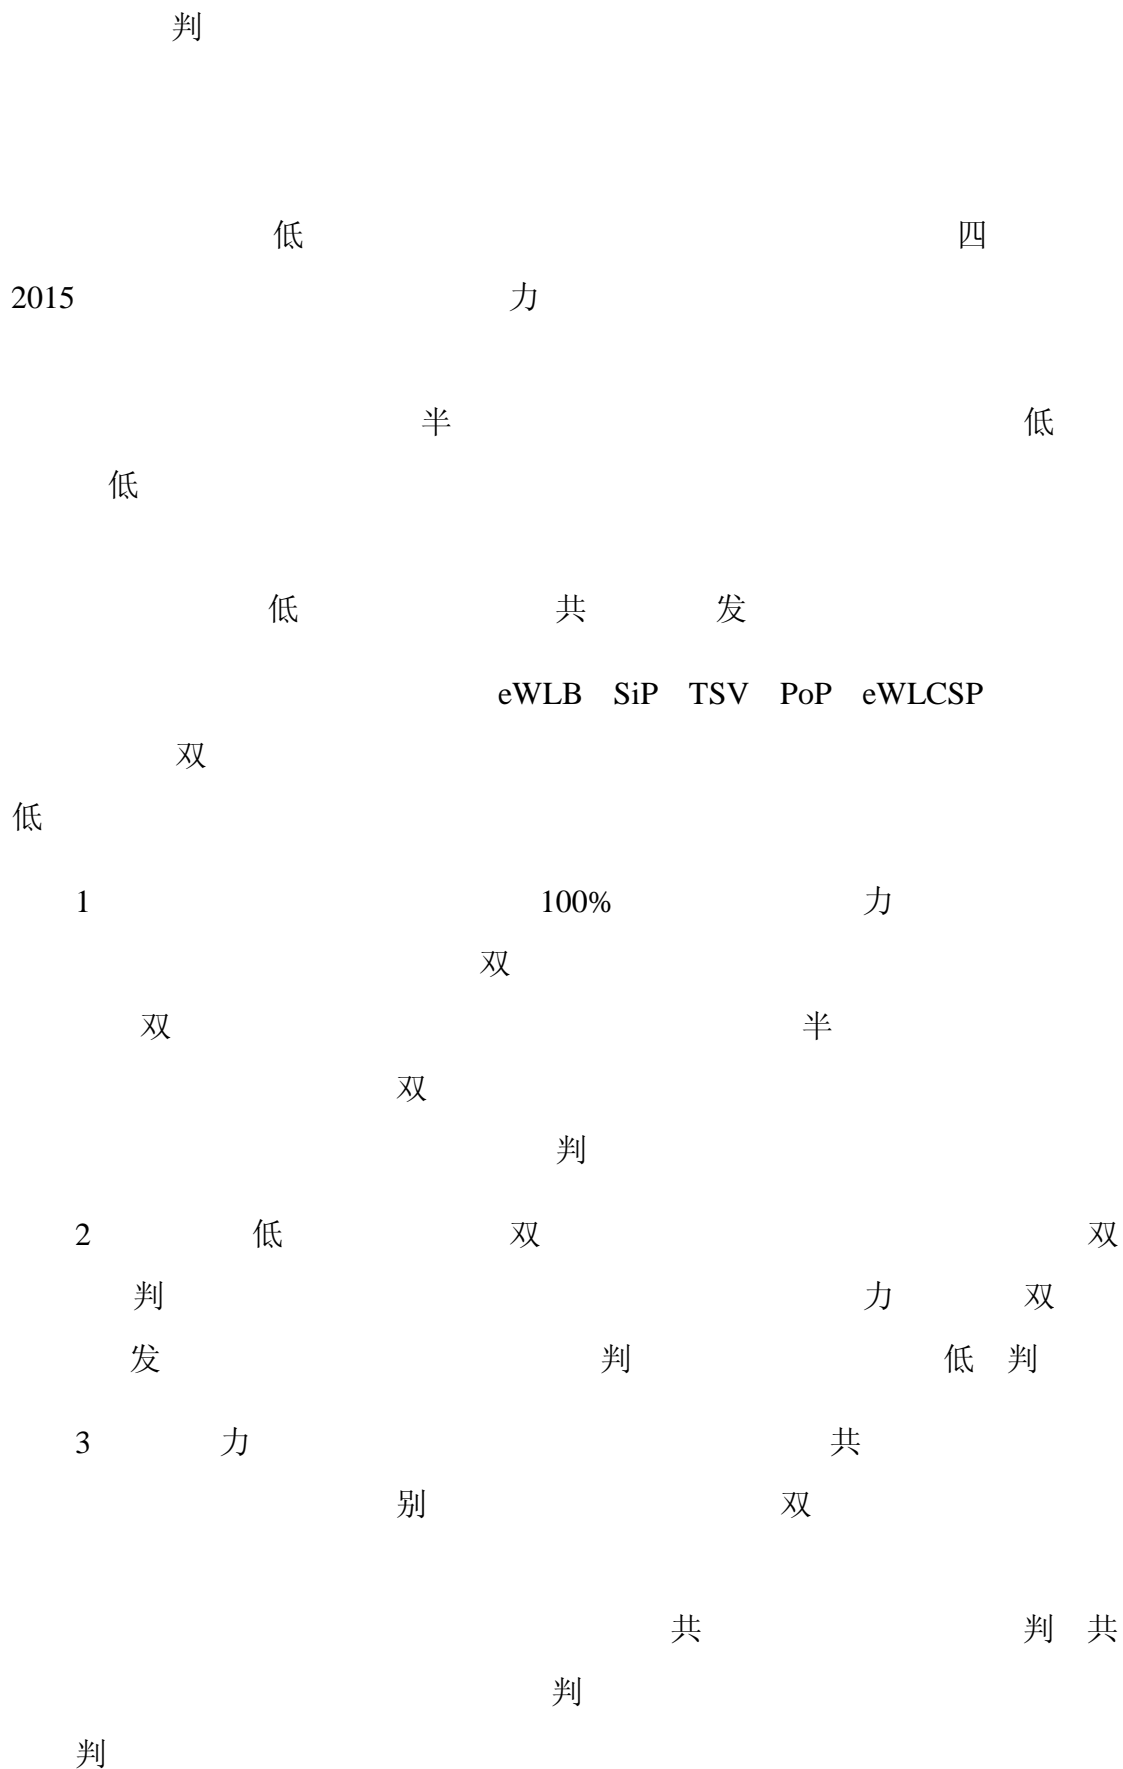 判
低 四
2015 力
半 低
低
低 共 发
eWLB SiP TSV PoP eWLCSP
双
低
1 100% 力
双
双 半
双
判
2 低 双 双
判 力 双
发 判 低 判
3 力 共
别 双
共 判 共
判
判